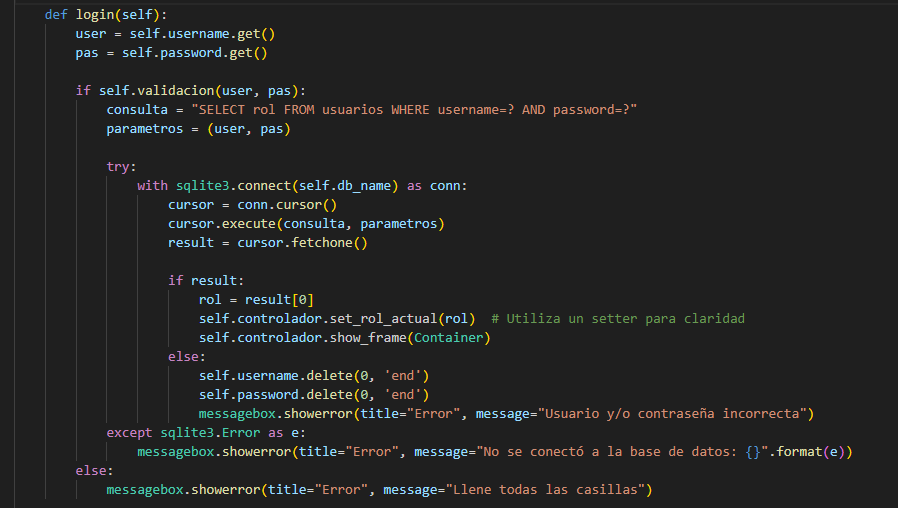 def login(self):
    user = self.username.get()
    pas = self.password.get()

    if self.validacion(user, pas):
        consulta = "SELECT rol FROM usuarios WHERE username=? AND password=?"
        parametros = (user, pas)

        try:
            with sqlite3.connect(self.db_name) as conn:
                cursor = conn.cursor()
                cursor.execute(consulta, parametros)
                result = cursor.fetchone()

                if result:
                    rol = result[0]
                    self.controlador.set_rol_actual(rol)  # Utiliza un setter para claridad
                    self.controlador.show_frame(Container)
                else:
                    self.username.delete(0, 'end')
                    self.password.delete(0, 'end')
                    messagebox.showerror(title="Error", message="Usuario y/o contraseña incorrecta")
        except sqlite3.Error as e:
            messagebox.showerror(title="Error", message="No se conectó a la base de datos: {}".format(e))
    else:
        messagebox.showerror(title="Error", message="Llene todas las casillas")